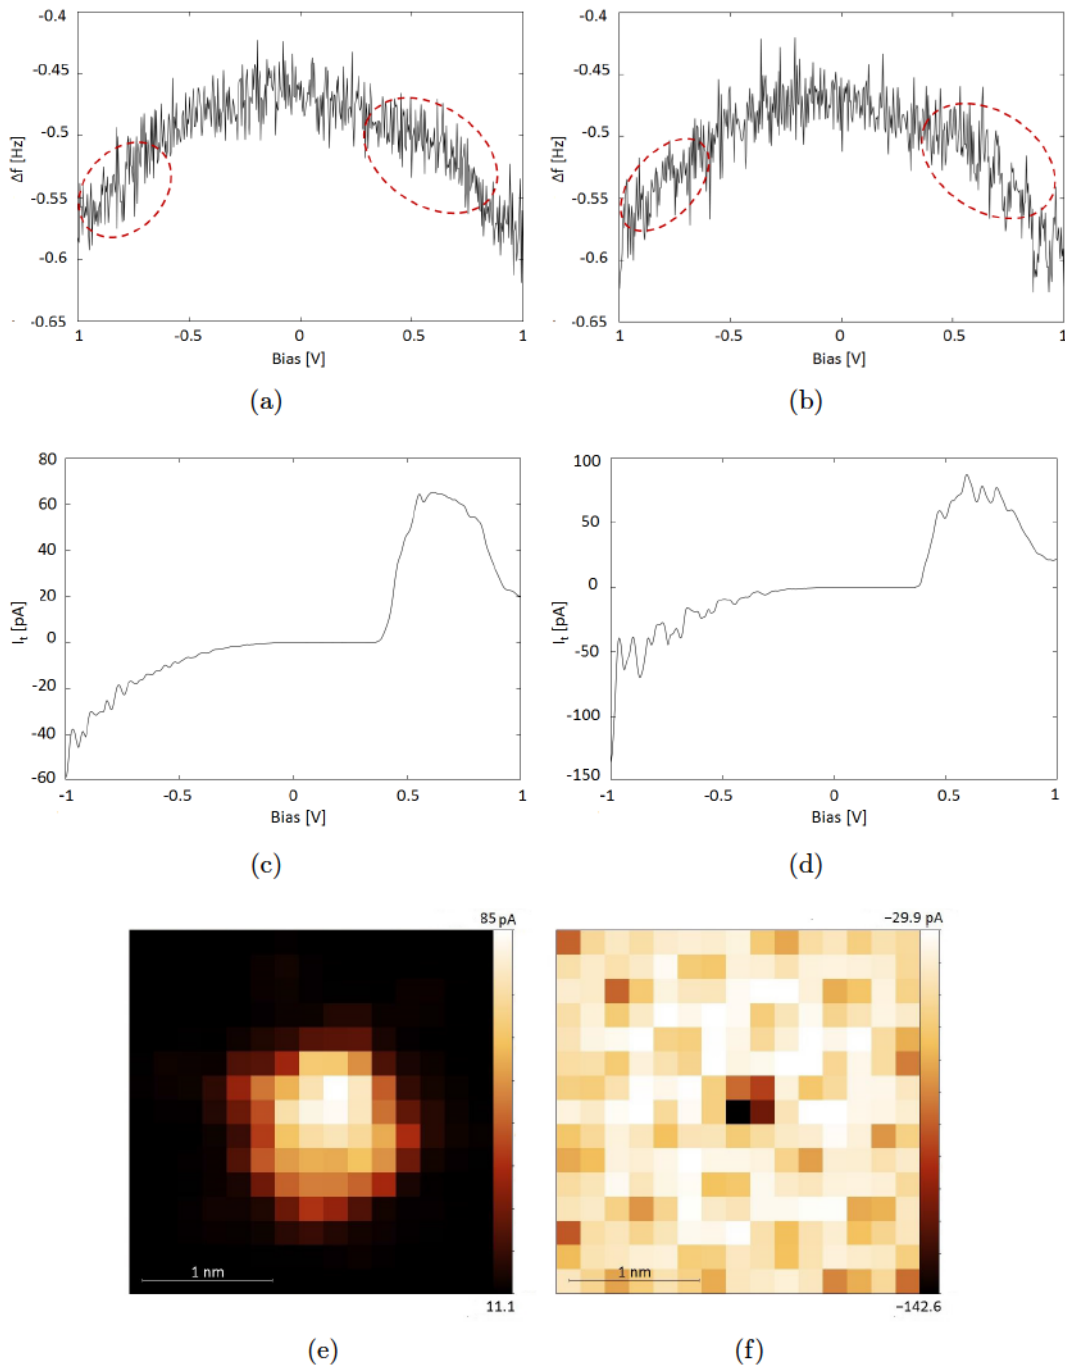 -0.4
-0.45
-0.5
-0.55
-0.6
-0.65
Δf [Hz]
1
-0.5
0
0.5
1
Bias [V]
(a)
-0.4
-0.45
-0.5
-0.55
-0.6
-0.65
Δf [Hz]
1
-0.5
0
0.5
1
Bias [V]
(b)
80
60
40
20
0
-20
-40
-60
It [pA]
-1
-0.5
0
0.5
1
Bias [V]
(c)
100
50
0
-50
-100
-150
It [pA]
-1
-0.5
0
0.5
1
Bias [V]
(d)
85 pA
1 nm
11.1
(e)
−29.9 pA
1 nm
−142.6
(f)